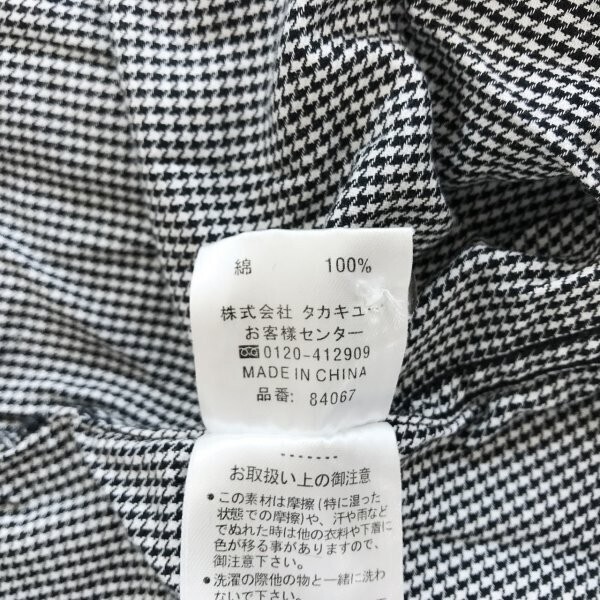 綿 100%
株式会社 タカキュー
お客様センター
0120-412909
MADE IN CHINA
品番: 84067
お取扱い上の御注意
●この素材は摩擦(特に湿った
状態での摩擦)や、汗や雨など
でぬれた時は他の衣料や下着に
色が移る事がありますので、
御注意下さい。
●洗濯の際他の物と一緒に洗わ
ないで下さい。